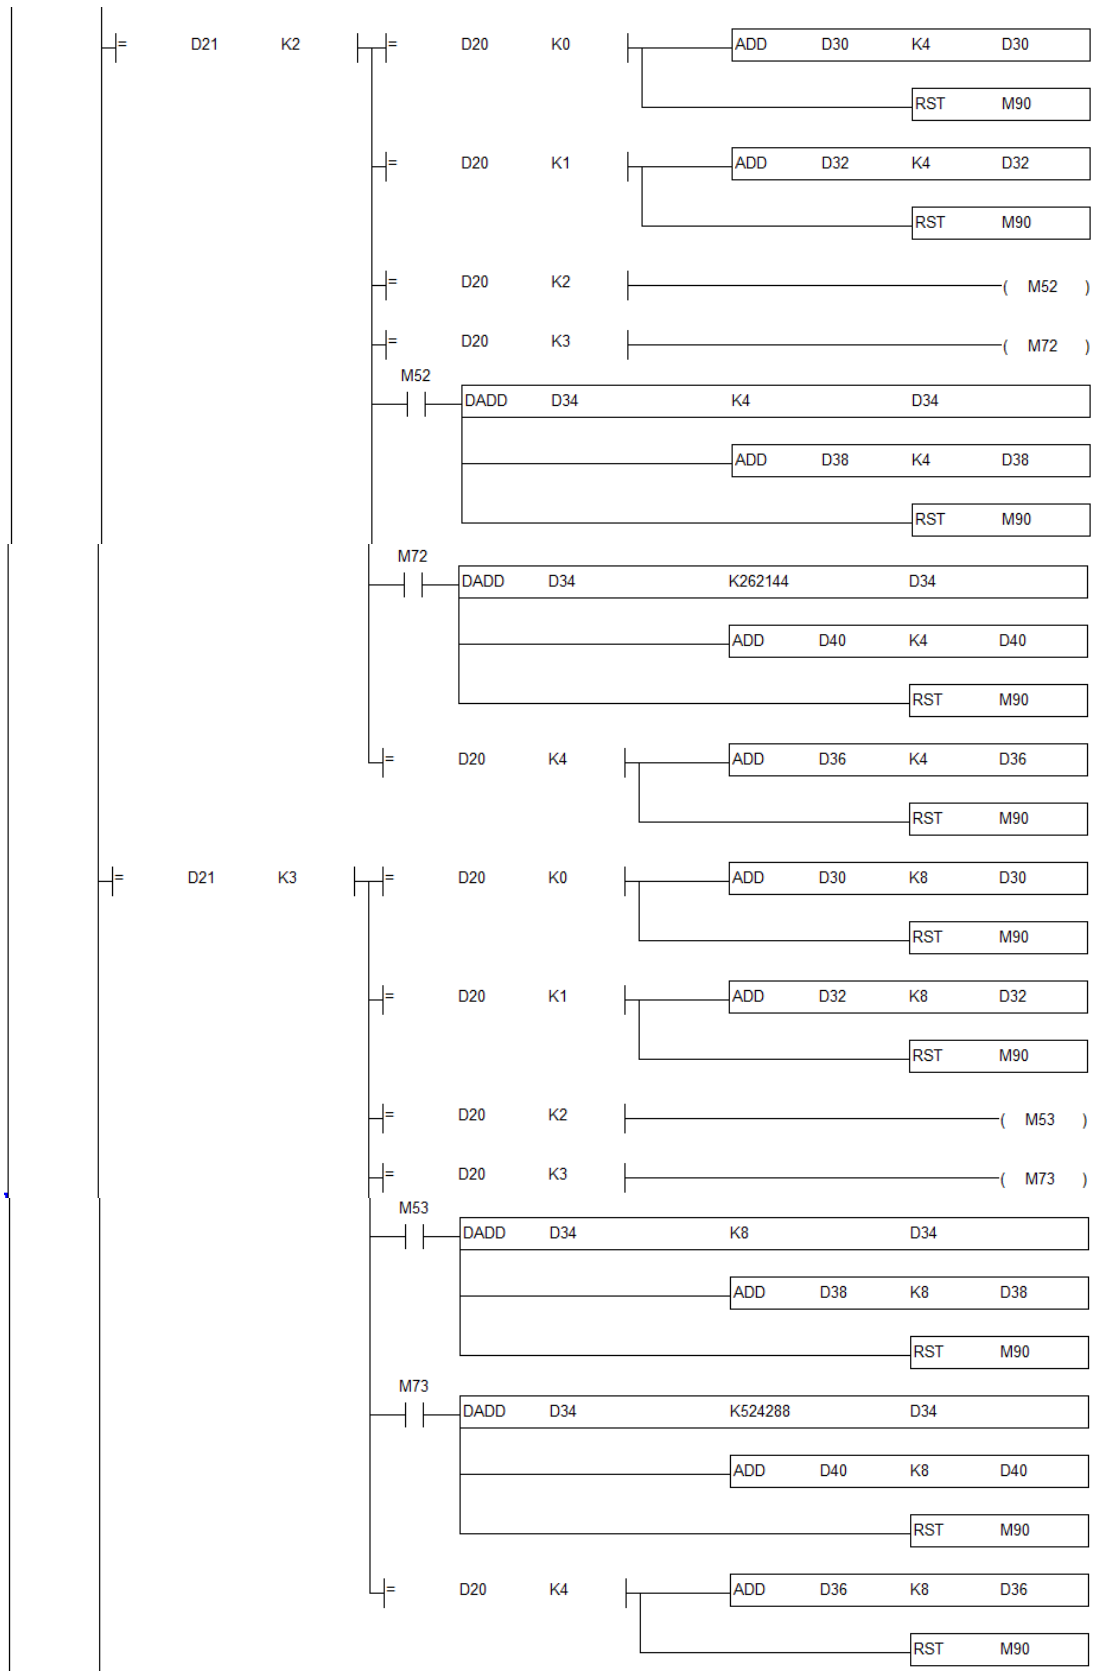 = D21 K2 = D20 K0 ADD D30 K4 D30
RST M90
= D20 K1 ADD D32 K4 D32
RST M90
= D20 K2 ( M52 )
= D20 K3 ( M72 )
M52
DADD D34 K4 D34
ADD D38 K4 D38
RST M90
M72
DADD D34 K262144 D34
ADD D40 K4 D40
RST M90
= D20 K4 ADD D36 K4 D36
RST M90
= D21 K3 = D20 K0 ADD D30 K8 D30
RST M90
= D20 K1 ADD D32 K8 D32
RST M90
= D20 K2 ( M53 )
= D20 K3 ( M73 )
M53
DADD D34 K8 D34
ADD D38 K8 D38
RST M90
M73
DADD D34 K524288 D34
ADD D40 K8 D40
RST M90
= D20 K4 ADD D36 K8 D36
RST M90